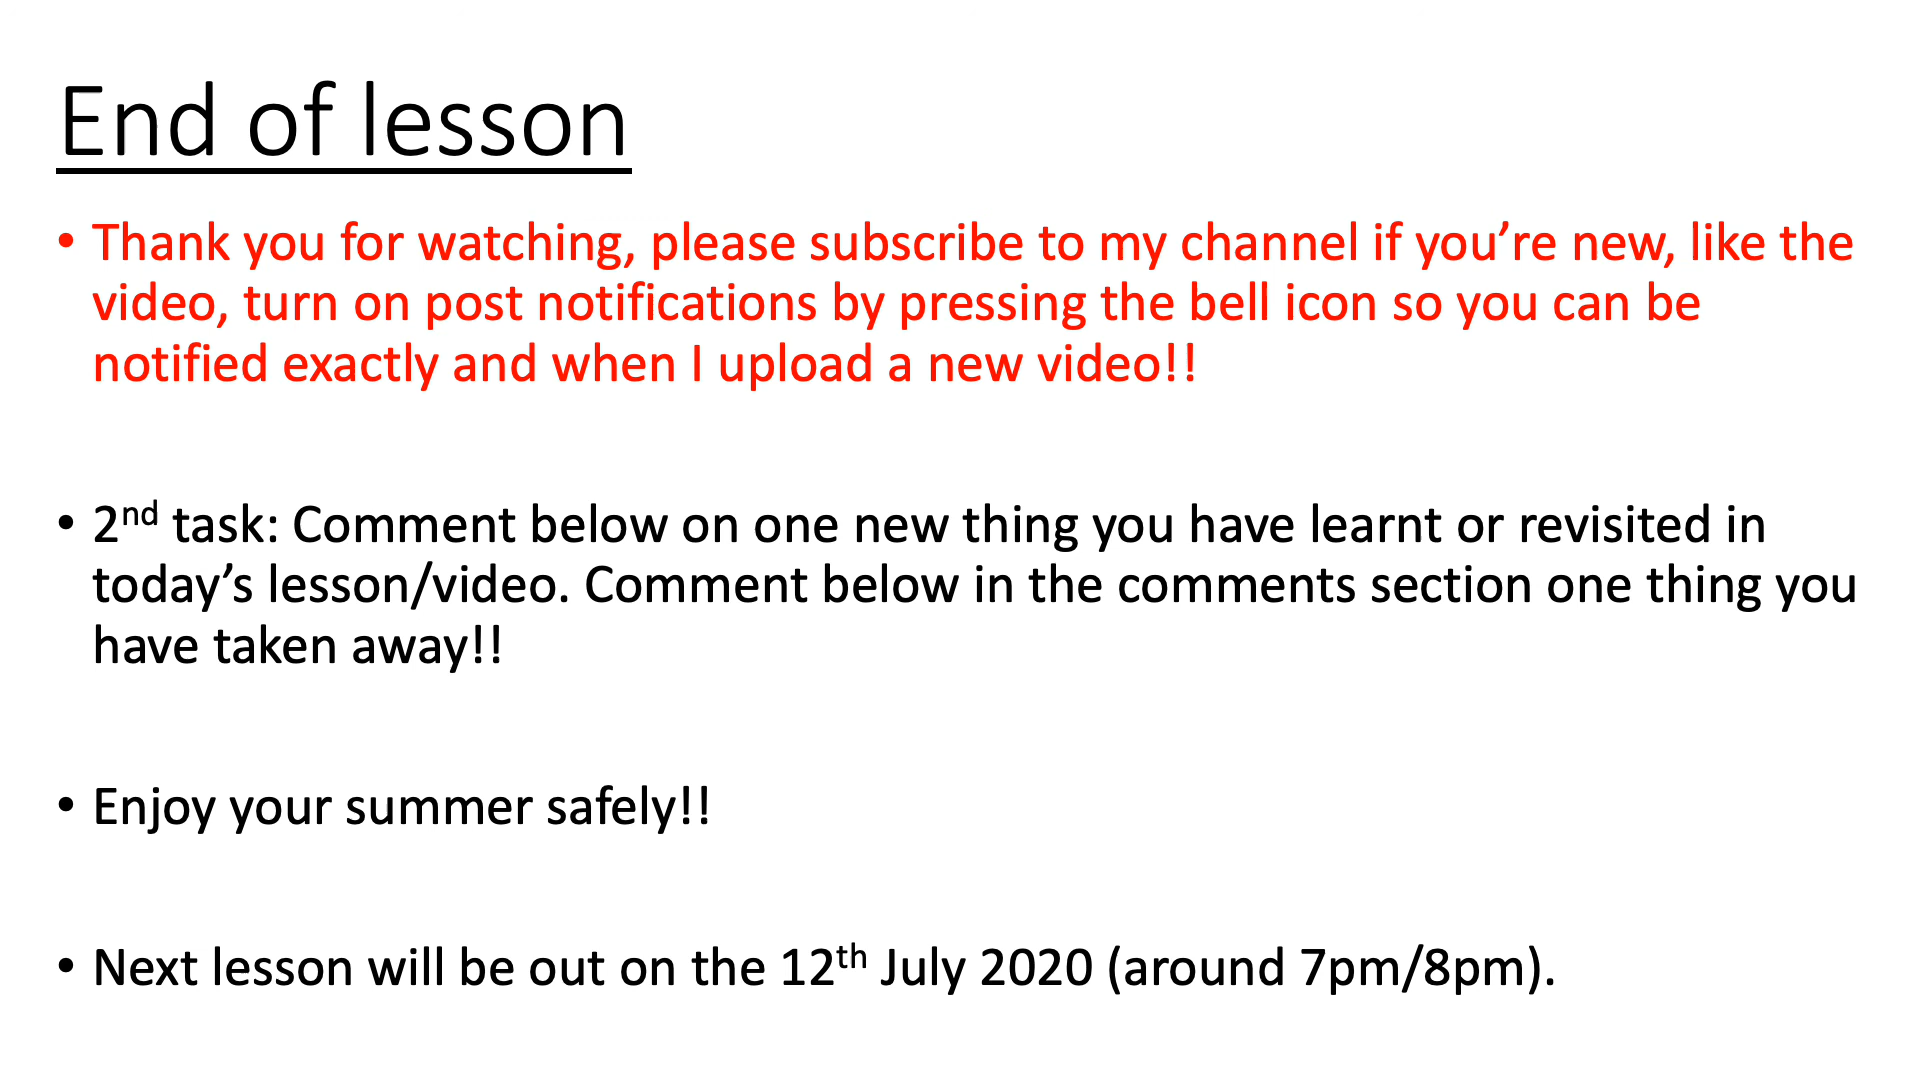 End of lesson
• Thank you for watching, please subscribe to my channel if you’re new, like the
video, turn on post notifications by pressing the bell icon so you can be
notified exactly and when I upload a new video!!
• 2nd task: Comment below on one new thing you have learnt or revisited in
today’s lesson/video. Comment below in the comments section one thing you
have taken away!!
• Enjoy your summer safely!!
• Next lesson will be out on the 12th July 2020 (around 7pm/8pm).